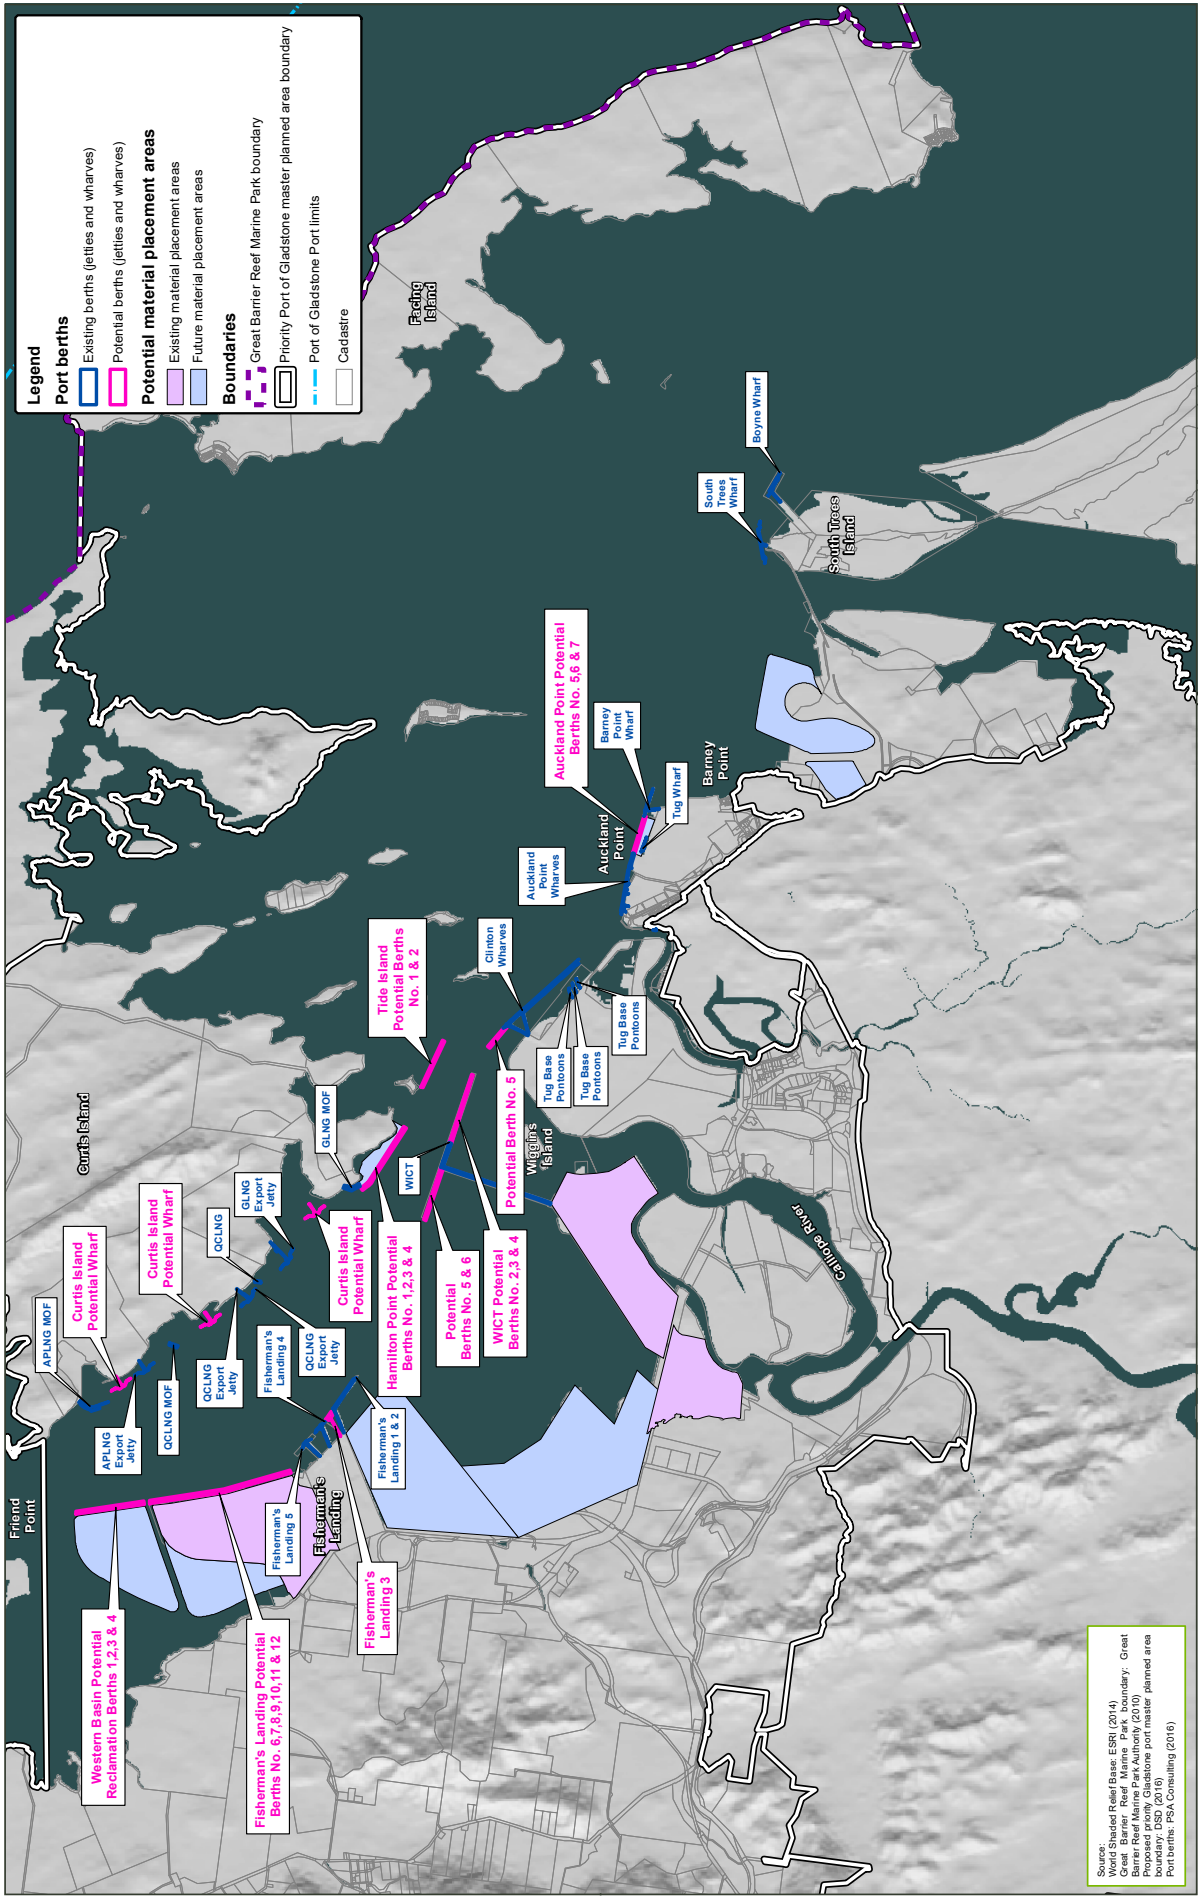 Legend
Port berths
Existing berths (jetties and wharves)
Potential berths (jetties and wharves)
Potential material placement areas
Existing material placement areas
Future material placement areas
Boundaries
Great Barrier Reef Marine Park boundary
Priority Port of Gladstone master planned area boundary
Port of Gladstone Port limits
Cadastre
Friend
Point
Western Basin Potential
Reclamation Berths 1,2,3 & 4
Fisherman's Landing Potential
Berths No. 6,7,8,9,10,11 & 12
Fisherman's
Landing 3
Fisherman's
Landing 5
Fisherman's
Landing
Fisherman's
Landing 1 & 2
Fisherman's
Landing 4
APLNG MOF
APLNG
Export
Jetty
Curtis Island
Potential Wharf
QCLNG MOF
Curtis Island
Potential Wharf
QCLNG
Export
Jetty
QCLNG
QCLNG
Export
Jetty
GLNG
Export
Jetty
Curtis Island
Curtis Island
Potential Wharf
GLNG MOF
Hamilton Point Potential
Berths No. 1,2,3 & 4
WICT
Potential
Berths No. 5 & 6
WICT Potential
Berths No. 2,3 & 4
Tide Island
Potential Berths
No. 1 & 2
Potential Berth No. 5
Wiggins
Island
Clinton
Wharves
Tug Base
Pontoons
Tug Base
Pontoons
Tug Base
Pontoons
Calliope River
Auckland
Point
Wharves
Auckland
Point
Auckland Point Potential
Berths No. 5,6 & 7
Barney
Point
Wharf
Tug Wharf
Barney
Point
South
Trees
Wharf
Boyne Wharf
South Trees
Island
Facing
Island
Source:
World Shaded Relief Base: ESRI (2014)
Great Barrier Reef Marine Park boundary: Great
Barrier Reef Marine Park Authority (2010)
Proposed priority Gladstone port master planned area
boundary: DSD (2016)
Port berths: PSA Consulting (2016)